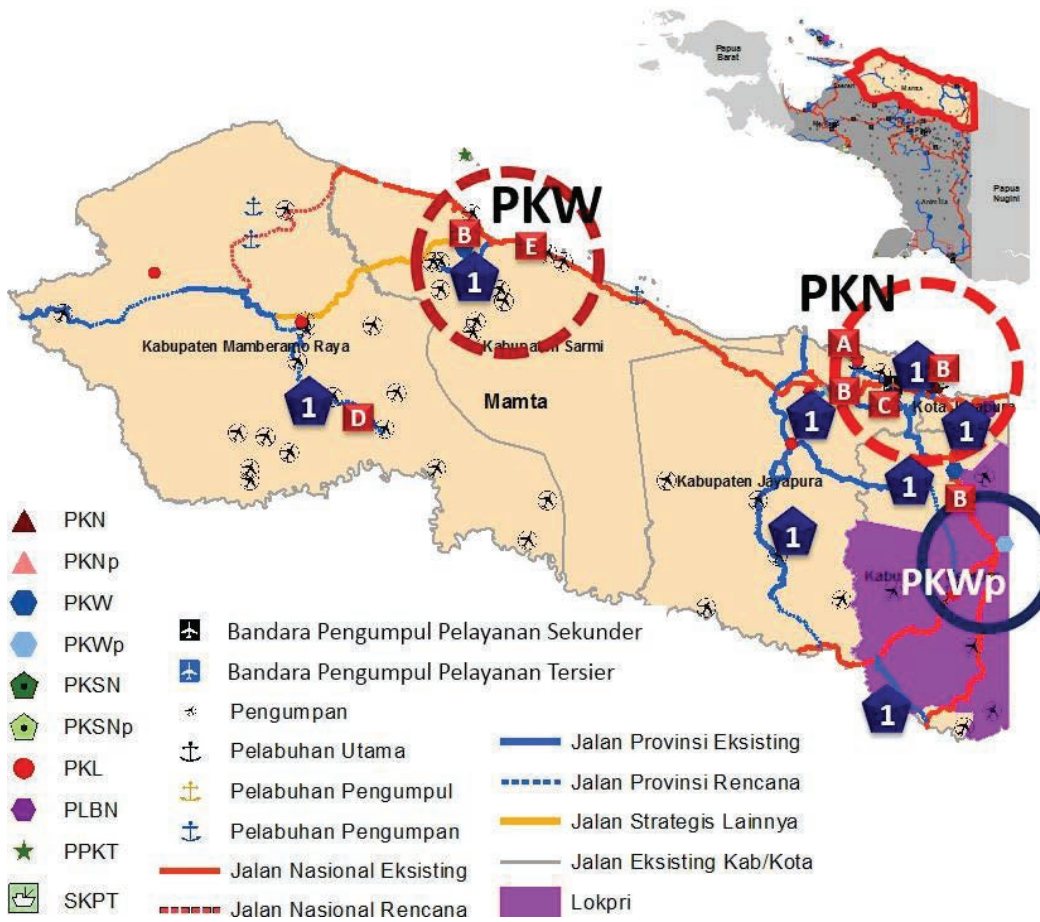 Papua
Barat
Mamta
Papua
Nugini
PKW
B
E
1
PKN
A
1
B
B
C
Kota Jayapura
1
1
Kabupaten Mamberamo Raya
Kabupaten Sarmi
Mamta
1
D
Kabupaten Jayapura
1
B
1
PKWp
1
PKN
PKNp
PKW
PKWp
PKSN
PKSNp
PKL
PLBN
PPKT
SKPT
Bandara Pengumpul Pelayanan Sekunder
Bandara Pengumpul Pelayanan Tersier
Pengumpan
Pelabuhan Utama
Pelabuhan Pengumpul
Pelabuhan Pengumpan
Jalan Nasional Eksisting
Jalan Nasional Rencana
Jalan Provinsi Eksisting
Jalan Provinsi Rencana
Jalan Strategis Lainnya
Jalan Eksisting Kab/Kota
Lokpri